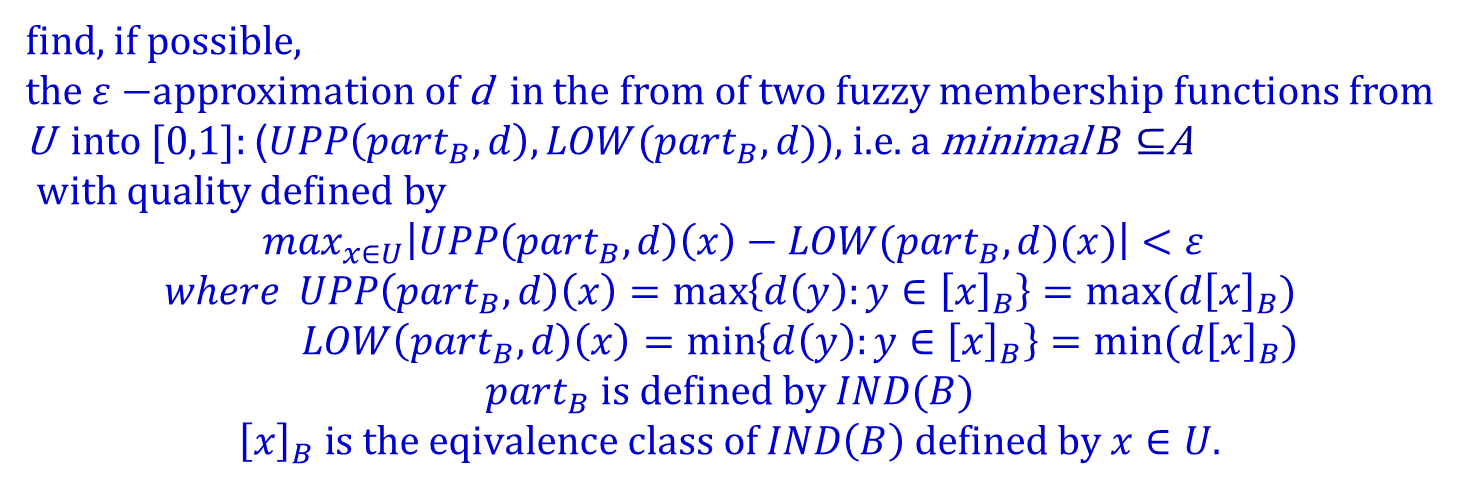 find, if possible,
the ε −approximation of d in the from of two fuzzy membership functions from
U into [0,1]: (UPP(part_B, d), LOW(part_B, d)), i.e. a minimal B ⊆A
with quality defined by
max_{x∈U}|UPP(part_B, d)(x) − LOW(part_B, d)(x)| < ε
where UPP(part_B, d)(x) = max{d(y): y ∈ [x]_B} = max(d[x]_B)
LOW(part_B, d)(x) = min{d(y): y ∈ [x]_B} = min(d[x]_B)
part_B is defined by IND(B)
[x]_B is the eqivalence class of IND(B) defined by x ∈ U.